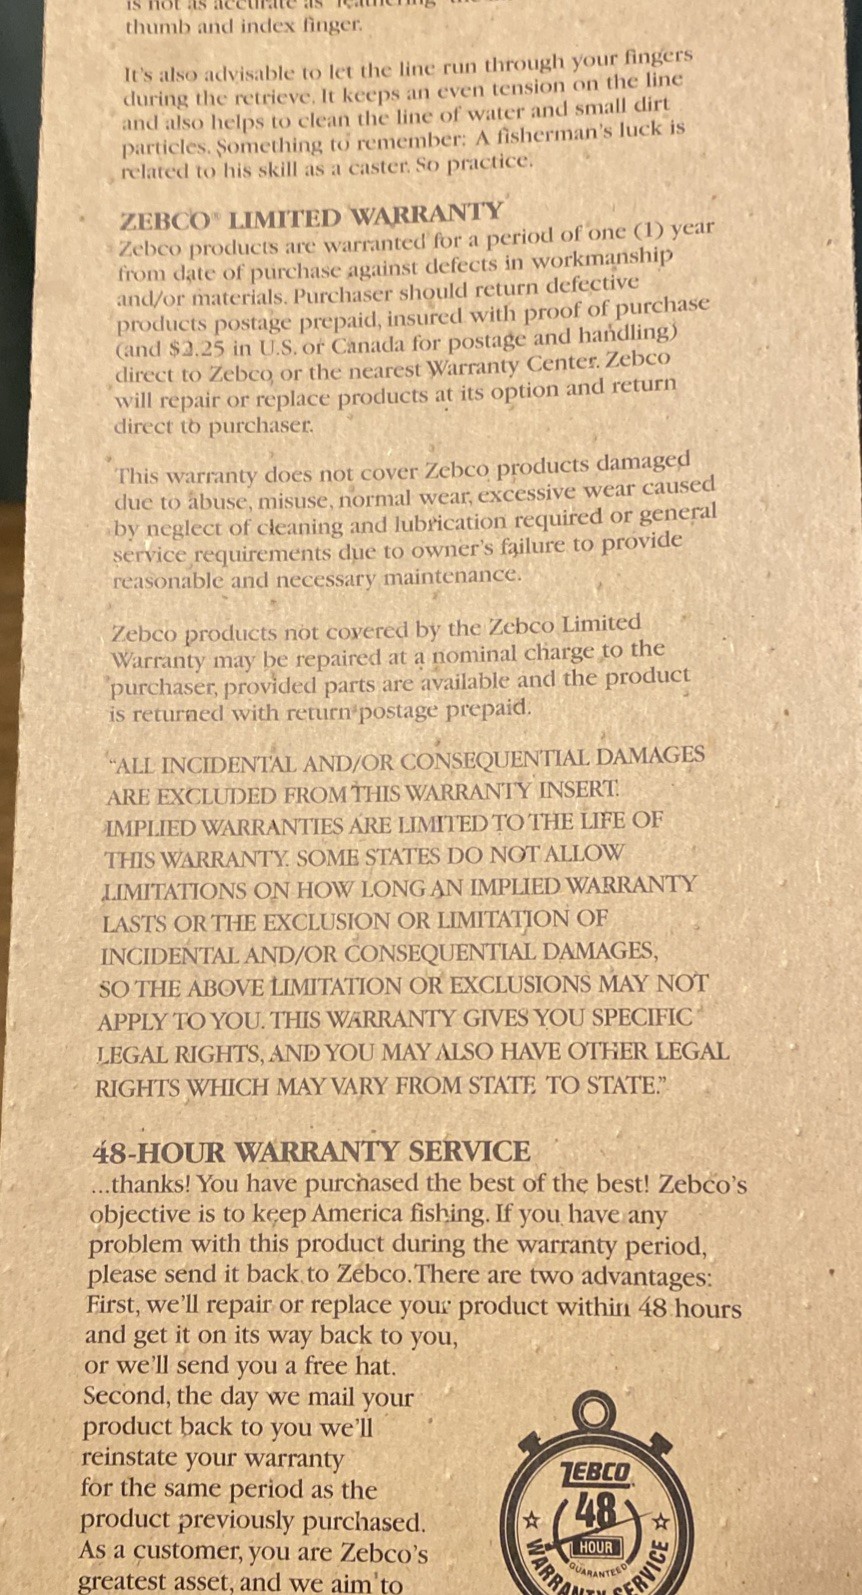 is not as accurate as "feathering" the
thumb and index finger.
It's also advisable to let the line run through your fingers
during the retrieve. It keeps an even tension on the line
and also helps to clean the line of water and small dirt
particles. Something to remember: A fisherman's luck is
related to his skill as a caster. So practice.
ZEBCO® LIMITED WARRANTY
Zebco products are warranted for a period of one (1) year
from date of purchase against defects in workmanship
and/or materials. Purchaser should return defective
products postage prepaid, insured with proof of purchase
(and $2.25 in U.S. or Canada for postage and handling)
direct to Zebco or the nearest Warranty Center. Zebco
will repair or replace products at its option and return
direct to purchaser.
This warranty does not cover Zebco products damaged
due to abuse, misuse, normal wear, excessive wear caused
by neglect of cleaning and lubrication required or general
service requirements due to owner's failure to provide
reasonable and necessary maintenance.
Zebco products not covered by the Zebco Limited
Warranty may be repaired at a nominal charge to the
purchaser, provided parts are available and the product
is returned with return postage prepaid.
"ALL INCIDENTAL AND/OR CONSEQUENTIAL DAMAGES
ARE EXCLUDED FROM THIS WARRANTY INSERT.
IMPLIED WARRANTIES ARE LIMITED TO THE LIFE OF
THIS WARRANTY. SOME STATES DO NOT ALLOW
LIMITATIONS ON HOW LONG AN IMPLIED WARRANTY
LASTS OR THE EXCLUSION OR LIMITATION OF
INCIDENTAL AND/OR CONSEQUENTIAL DAMAGES,
SO THE ABOVE LIMITATION OR EXCLUSIONS MAY NOT
APPLY TO YOU. THIS WARRANTY GIVES YOU SPECIFIC
LEGAL RIGHTS, AND YOU MAY ALSO HAVE OTHER LEGAL
RIGHTS WHICH MAY VARY FROM STATE TO STATE."
48-HOUR WARRANTY SERVICE
...thanks! You have purchased the best of the best! Zebco's
objective is to keep America fishing. If you have any
problem with this product during the warranty period,
please send it back to Zebco. There are two advantages:
First, we'll repair or replace your product within 48 hours
and get it on its way back to you,
or we'll send you a free hat.
Second, the day we mail your
product back to you we'll
reinstate your warranty
for the same period as the
product previously purchased.
As a customer, you are Zebco's
greatest asset, and we aim to
ZEBCO
48
HOUR
GUARANTEED
WARRANTY SERVICE